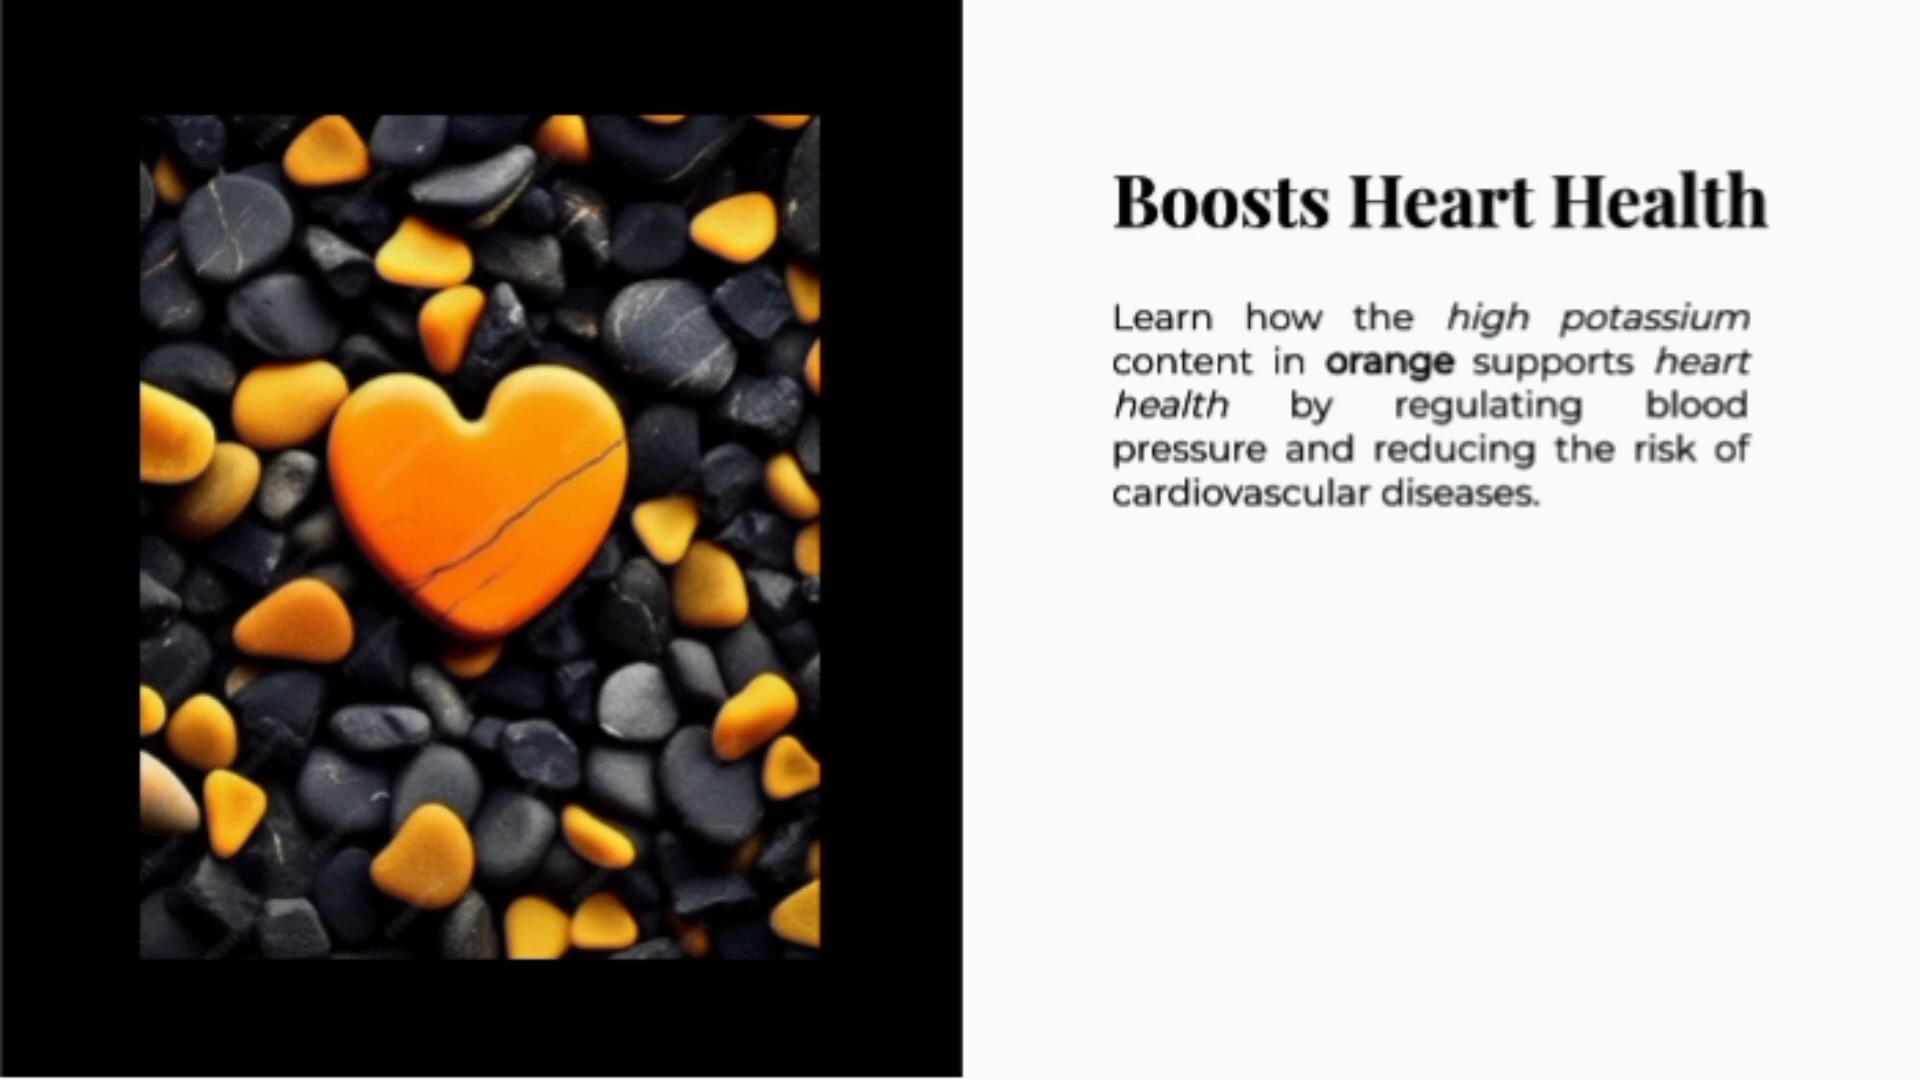 Boosts Heart Health
Learn how the high potassium
content in orange supports heart
health by regulating blood
pressure and reducing the risk of
cardiovascular diseases.